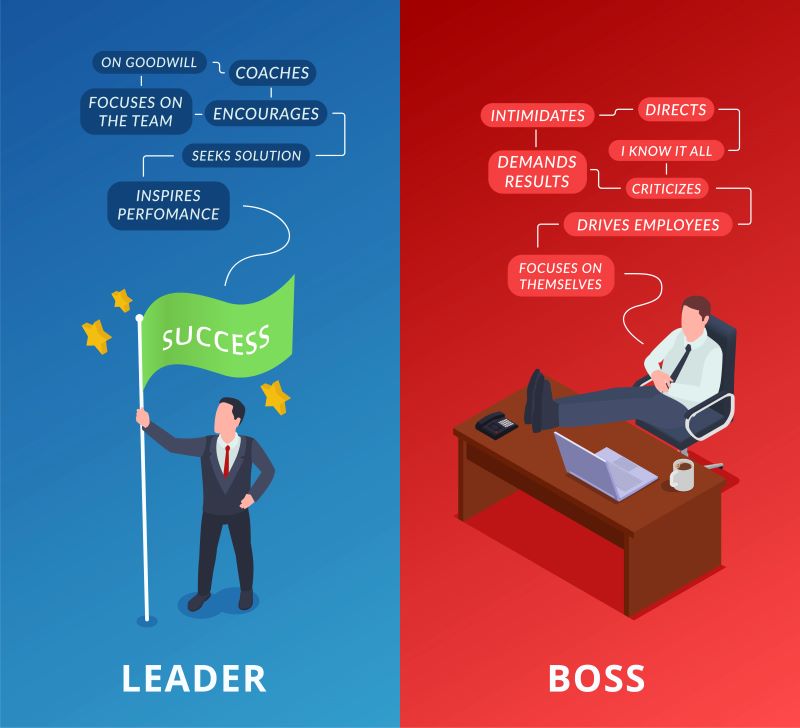 ON GOODWILL
COACHES
FOCUSES ON
THE TEAM
ENCOURAGES
SEEKS SOLUTION
INSPIRES
PERFOMANCE
SUCCESS
LEADER
INTIMIDATES
DIRECTS
I KNOW IT ALL
DEMANDS
RESULTS
CRITICIZES
DRIVES EMPLOYEES
FOCUSES ON
THEMSELVES
BOSS